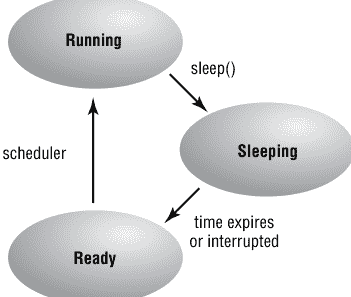 Running
sleep()
scheduler
Sleeping
time expires
or interrupted
Ready